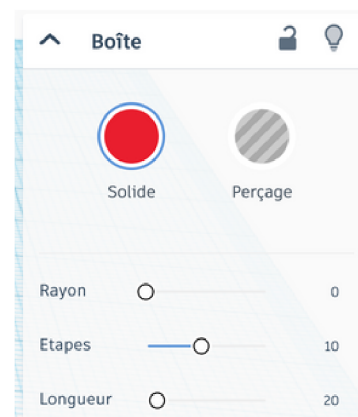 Boîte
Solide Perçage
Rayon 0
Etapes 10
Longueur 20